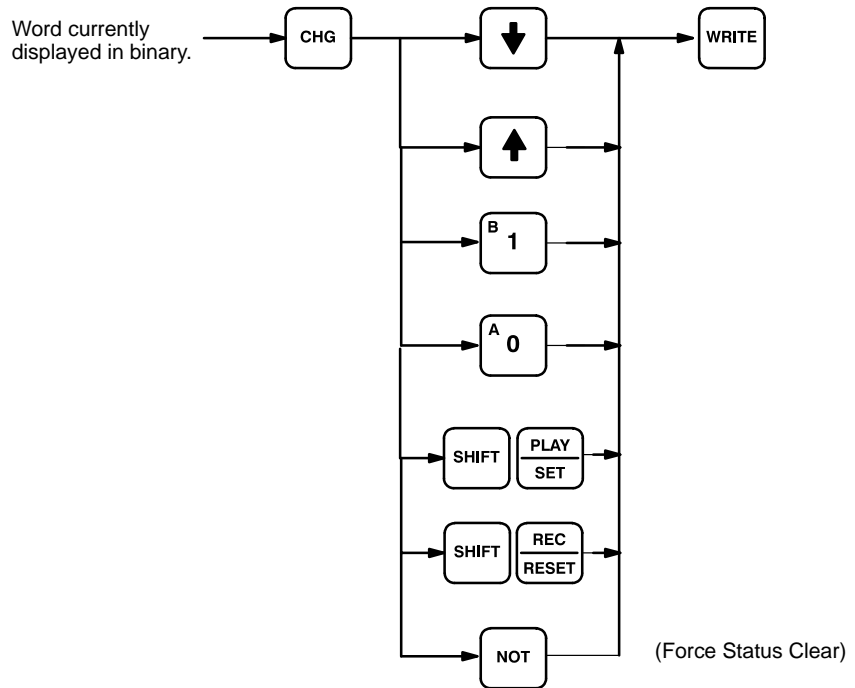 Word currently
displayed in binary.
CHG
WRITE
B
1
A
0
SHIFT
PLAY
SET
SHIFT
REC
RESET
NOT
(Force Status Clear)